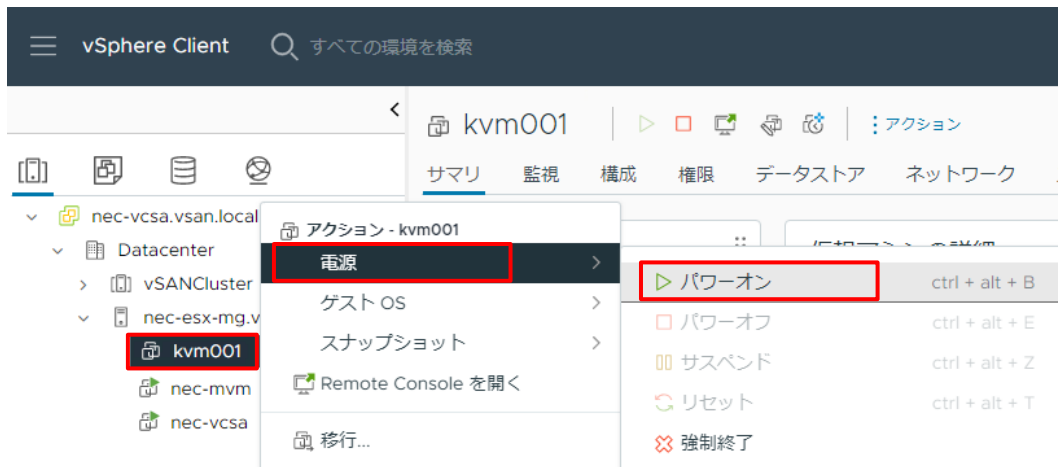 vSphere Client すべての環境を検索
kvm001 アクション
サマリ 監視 構成 権限 データストア ネットワーク
nec-vcsa.vsan.local
Datacenter
vSANCluster
nec-esx-mg.v
kvm001
nec-mvm
nec-vcsa
アクション - kvm001
電源
ゲスト OS
スナップショット
Remote Console を開く
移行...
パワーオン ctrl + alt + B
パワーオフ ctrl + alt + E
サスペンド ctrl + alt + Z
リセット ctrl + alt + T
強制終了